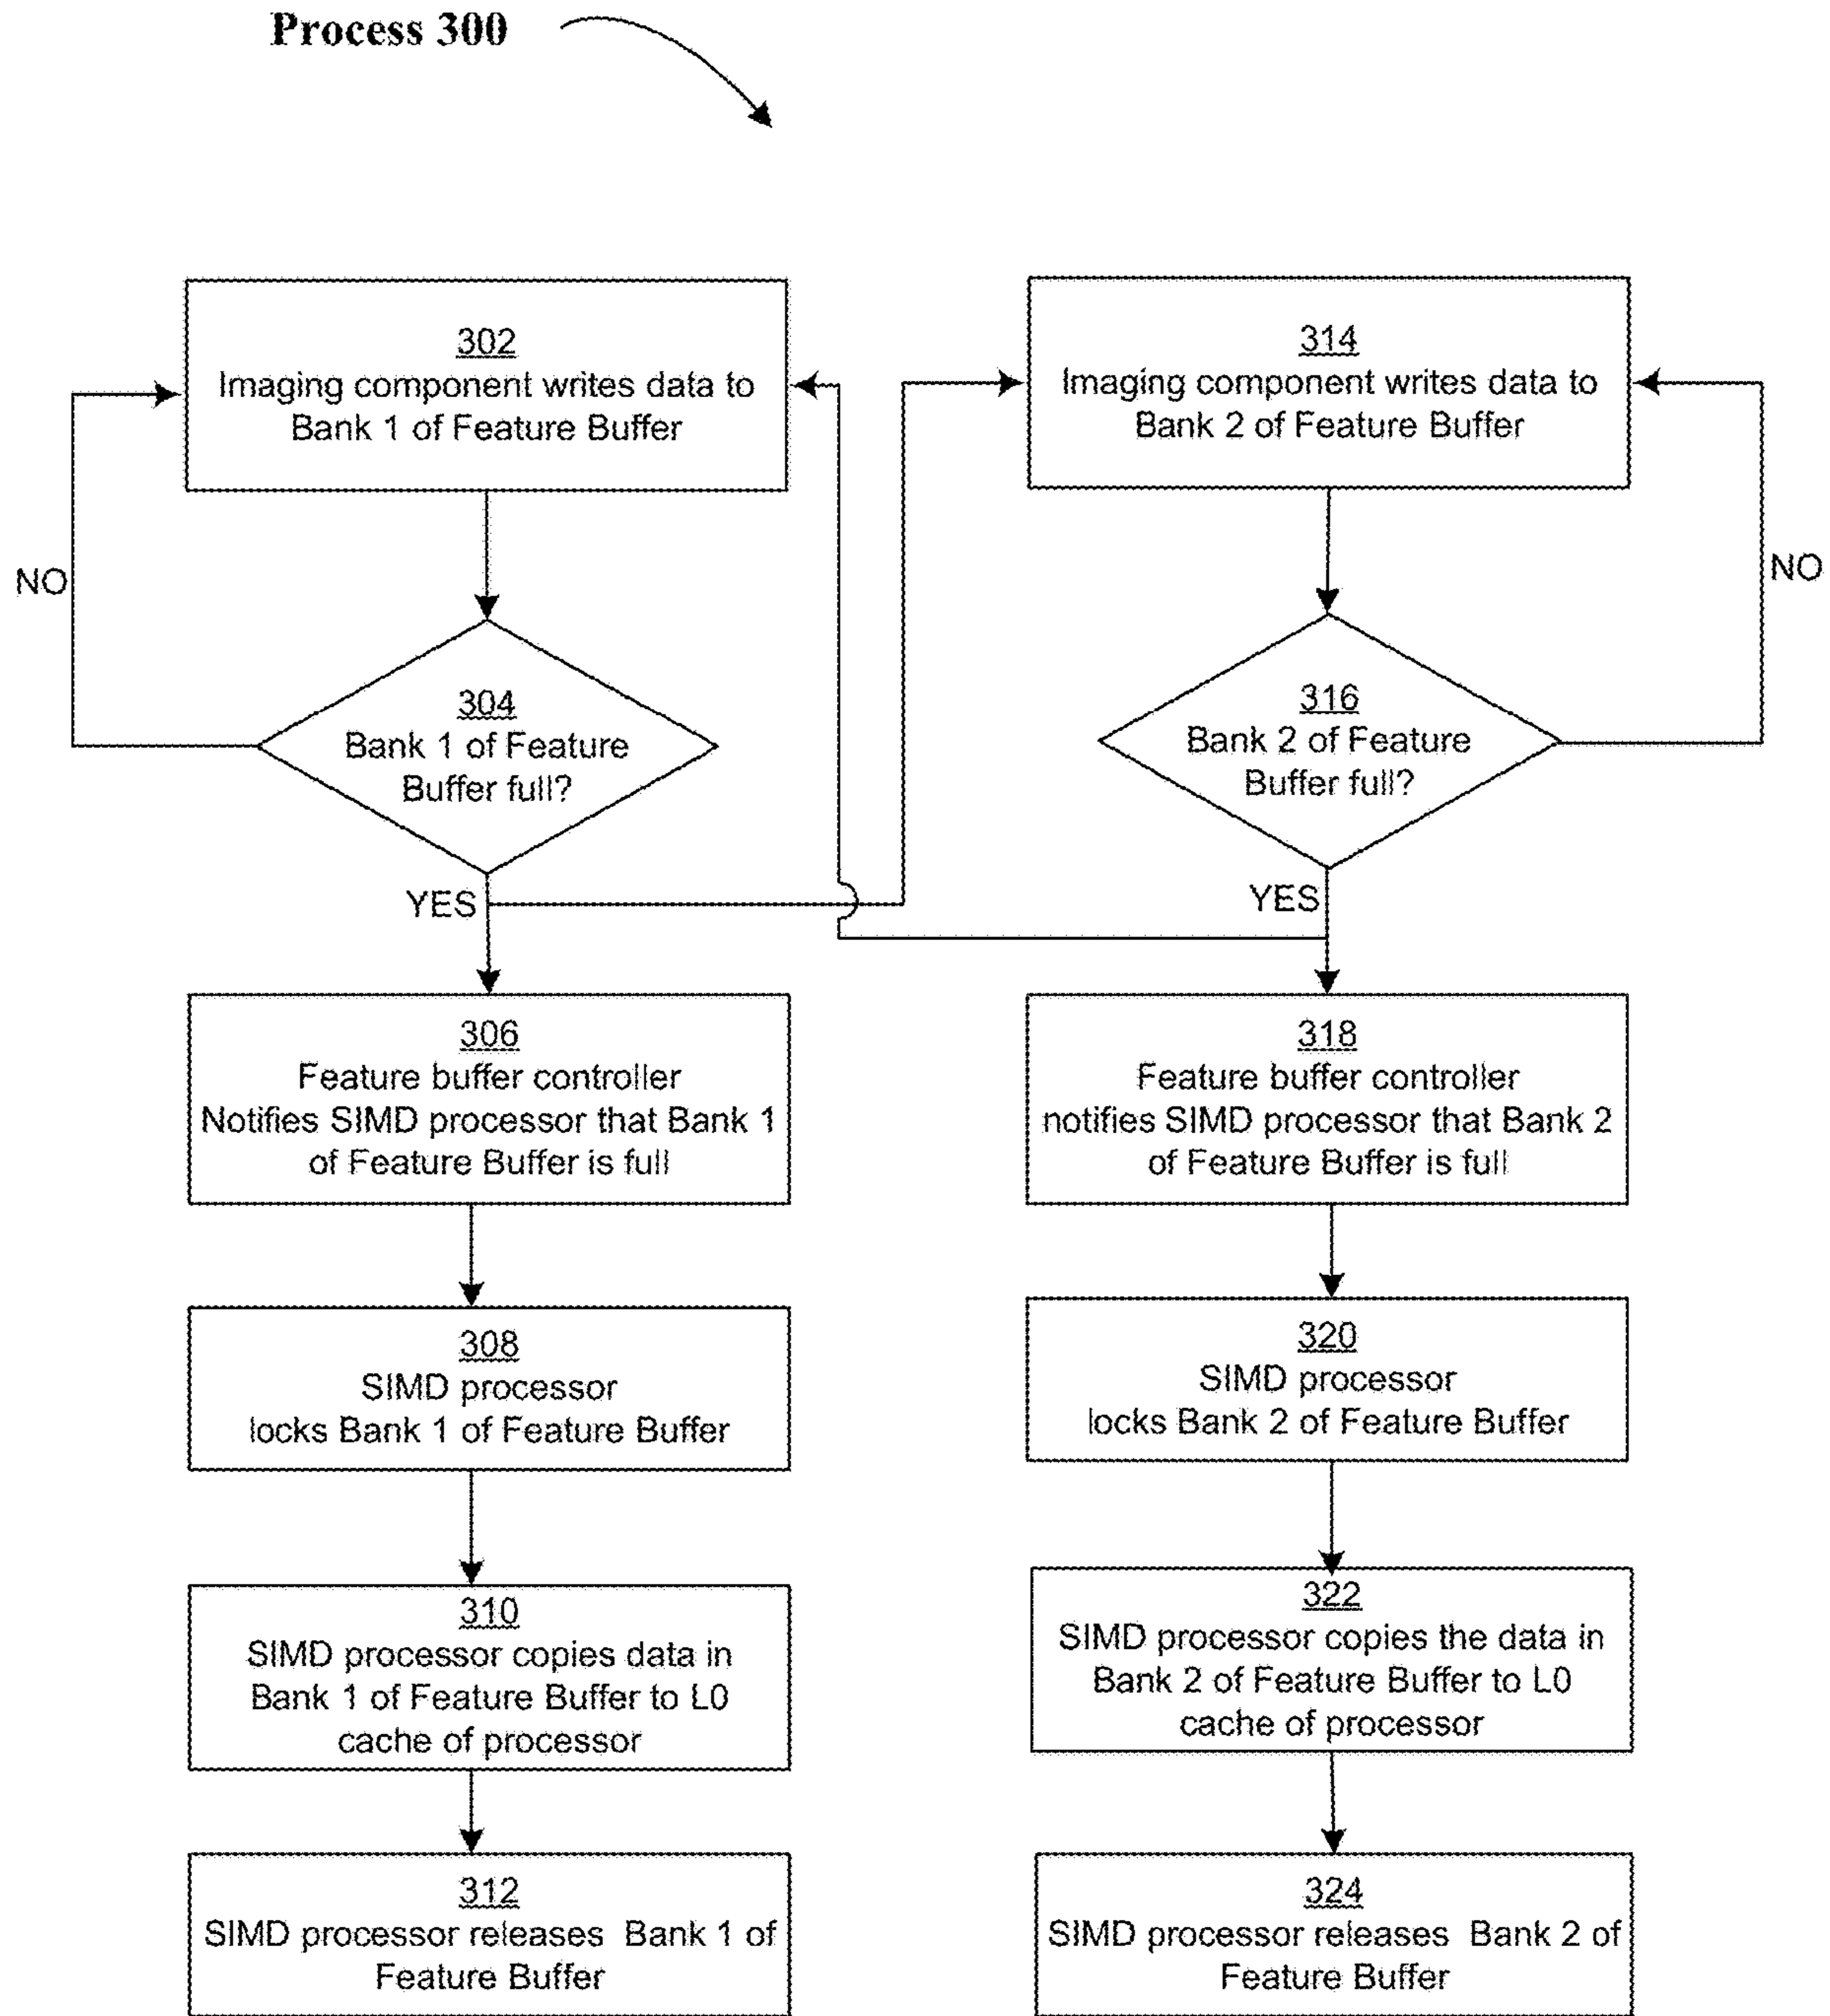 Process 300
302
Imaging component writes data to
Bank 1 of Feature Buffer
NO
304
Bank 1 of Feature
Buffer full?
YES
306
Feature buffer controller
Notifies SIMD processor that Bank 1
of Feature Buffer is full
308
SIMD processor
locks Bank 1 of Feature Buffer
310
SIMD processor copies data in
Bank 1 of Feature Buffer to L0
cache of processor
312
SIMD processor releases Bank 1 of
Feature Buffer
314
Imaging component writes data to
Bank 2 of Feature Buffer
NO
316
Bank 2 of Feature
Buffer full?
YES
318
Feature buffer controller
notifies SIMD processor that Bank 2
of Feature Buffer is full
320
SIMD processor
locks Bank 2 of Feature Buffer
322
SIMD processor copies the data in
Bank 2 of Feature Buffer to L0
cache of processor
324
SIMD processor releases Bank 2 of
Feature Buffer